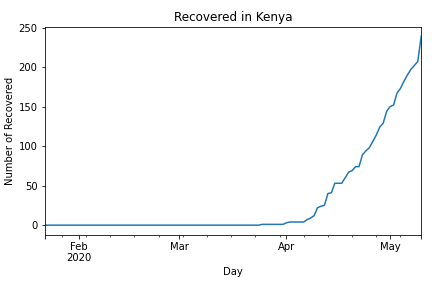 Recovered in Kenya
Number of Recovered
250
200
150
100
50
0
Feb
2020
Mar
Apr
May
Day